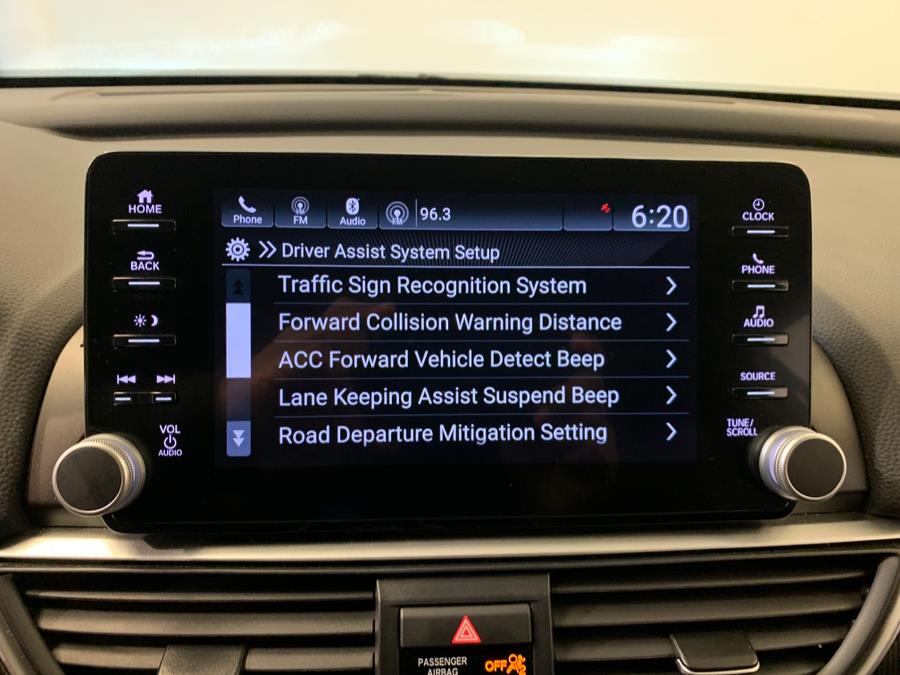 HOME
BACK
VOL
AUDIO
Phone
FM
Audio
FM
96.3
6:20
Driver Assist System Setup
Traffic Sign Recognition System
Forward Collision Warning Distance
ACC Forward Vehicle Detect Beep
Lane Keeping Assist Suspend Beep
Road Departure Mitigation Setting
CLOCK
PHONE
AUDIO
SOURCE
TUNE/
SCROLL
PASSENGER
AIRBAG
OFF